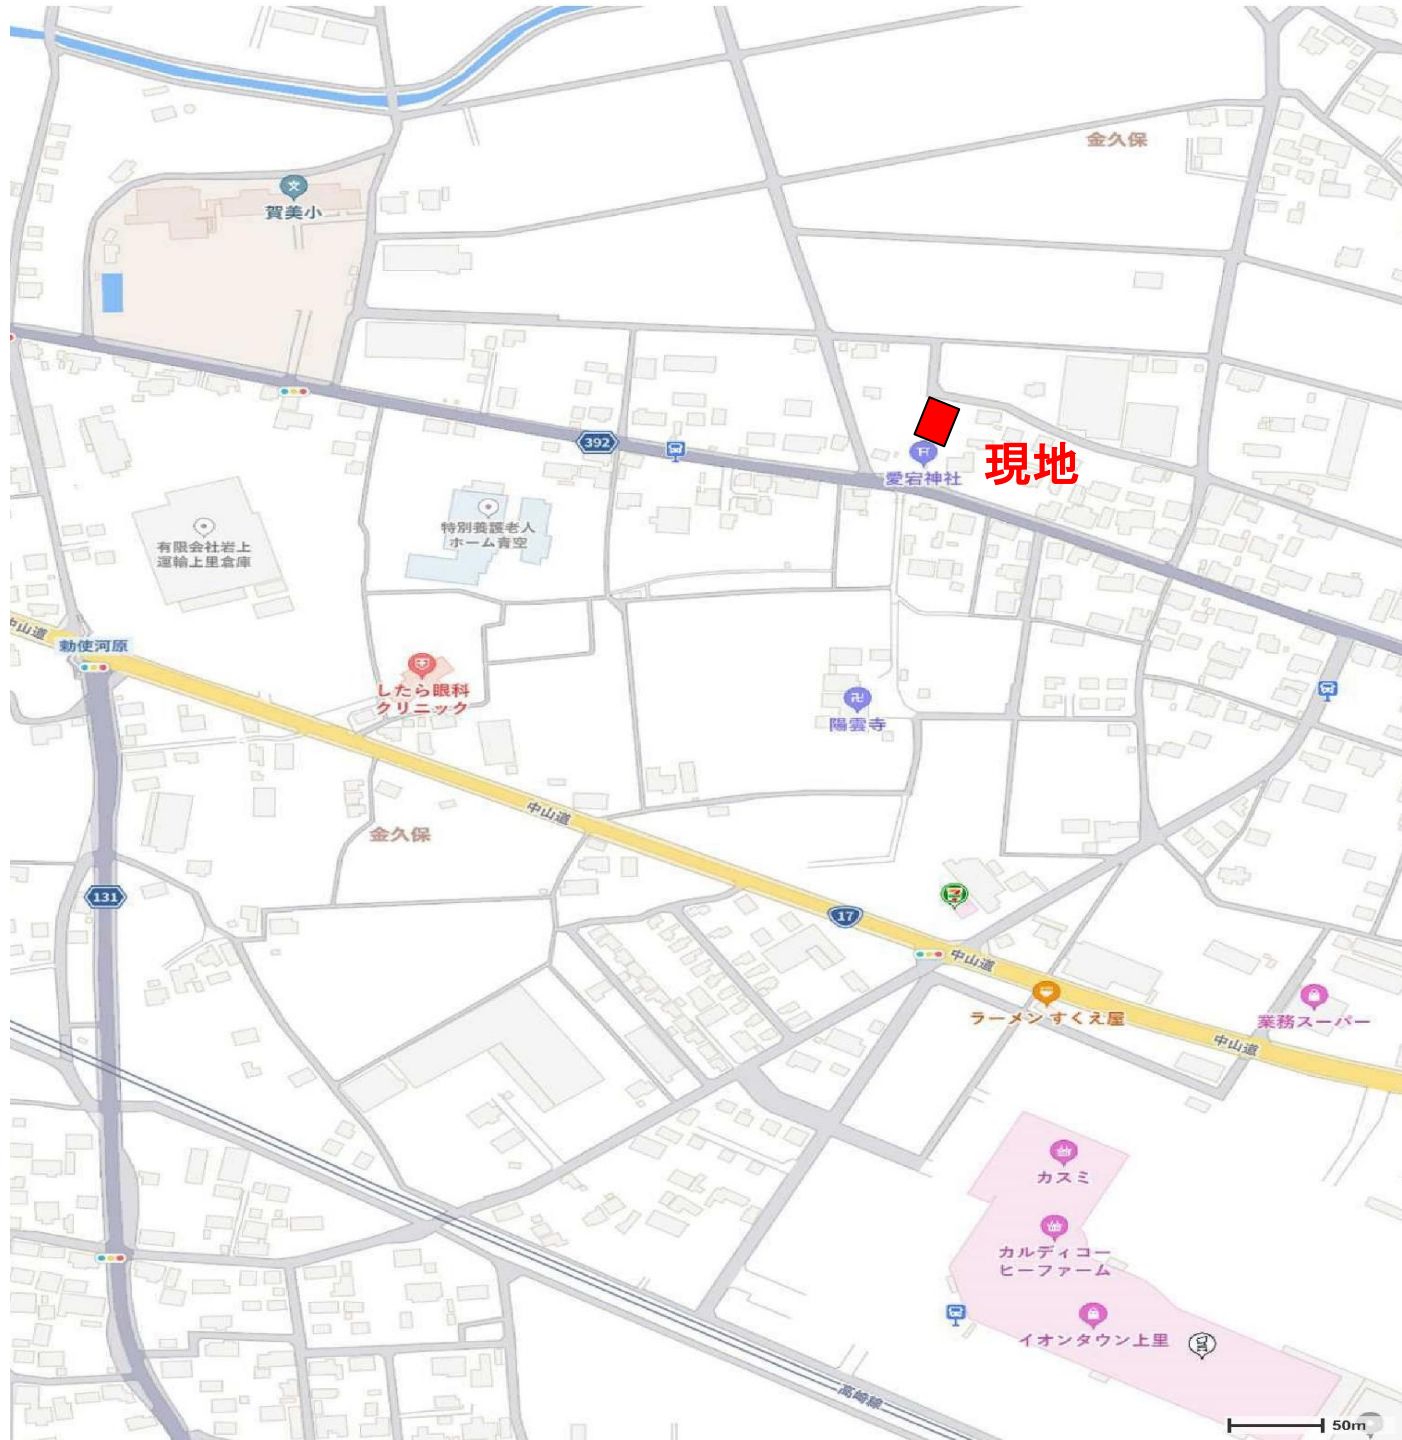 金久保
賀美小
392
愛宕神社
現地
特別養護老人
ホーム青空
有限会社岩上
運輸上里倉庫
中山道
勅使河原
したら眼科
クリニック
陽雲寺
中山道
金久保
131
17
中山道
ラーメン すくえ屋
業務スーパー
中山道
カスミ
カルディコー
ヒーファーム
イオンタウン上里
高崎線
50m